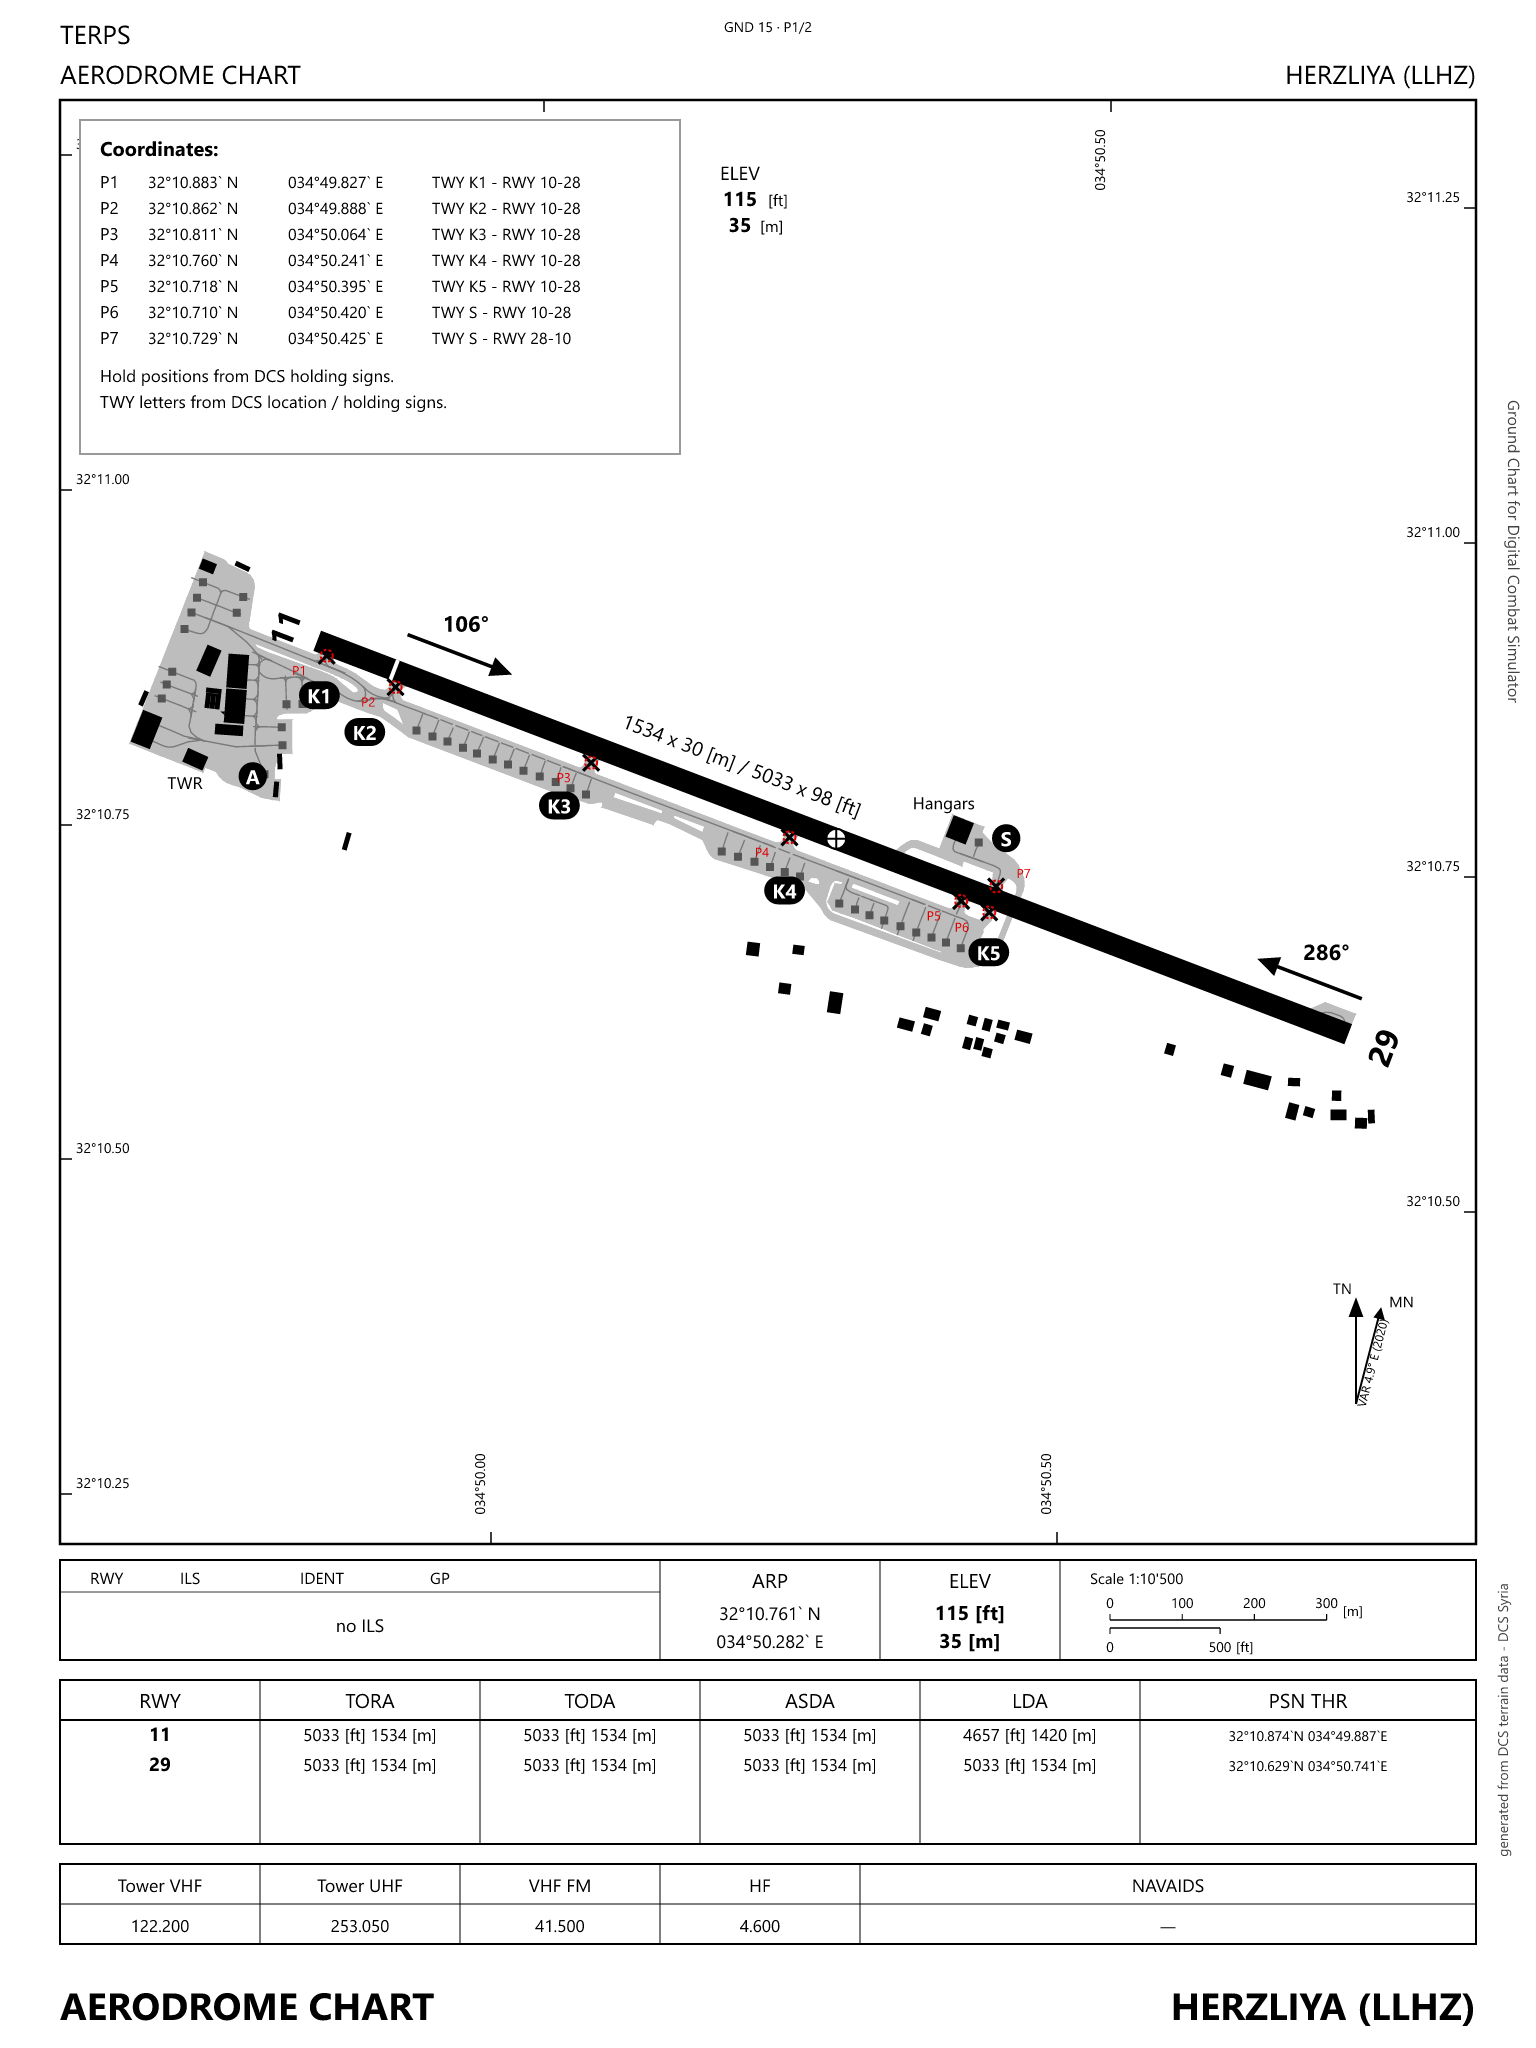 GND 15 · P1/2
TERPS
AERODROME CHART
HERZLIYA (LLHZ)
Coordinates:
P1 32°10.883` N 034°49.827` E TWY K1 - RWY 10-28
P2 32°10.862` N 034°49.888` E TWY K2 - RWY 10-28
P3 32°10.811` N 034°50.064` E TWY K3 - RWY 10-28
P4 32°10.760` N 034°50.241` E TWY K4 - RWY 10-28
P5 32°10.718` N 034°50.395` E TWY K5 - RWY 10-28
P6 32°10.710` N 034°50.420` E TWY S - RWY 10-28
P7 32°10.729` N 034°50.425` E TWY S - RWY 28-10
Hold positions from DCS holding signs.
TWY letters from DCS location / holding signs.
ELEV
115 [ft]
35 [m]
034°50.50
32°11.25
32°11.00
32°11.00
Ground Chart for Digital Combat Simulator
11
106°
P1
K1
P2
K2
1534 x 30 [m] / 5033 x 98 [ft]
A
TWR
P3
K3
Hangars
S
32°10.75
P4
K4
P7
32°10.75
P5
P6
K5
286°
29
32°10.50
32°10.50
TN
MN
VAR 4.9° E (2020)
32°10.25
034°50.00
034°50.50
RWY ILS IDENT GP
no ILS
ARP
32°10.761` N
034°50.282` E
ELEV
115 [ft]
35 [m]
Scale 1:10'500
0 100 200 300 [m]
0 500 [ft]
RWY TORA TODA ASDA LDA PSN THR
11 5033 [ft] 1534 [m] 5033 [ft] 1534 [m] 5033 [ft] 1534 [m] 4657 [ft] 1420 [m] 32°10.874`N 034°49.887`E
29 5033 [ft] 1534 [m] 5033 [ft] 1534 [m] 5033 [ft] 1534 [m] 5033 [ft] 1534 [m] 32°10.629`N 034°50.741`E
generated from DCS terrain data - DCS Syria
Tower VHF Tower UHF VHF FM HF NAVAIDS
122.200 253.050 41.500 4.600 —
AERODROME CHART
HERZLIYA (LLHZ)